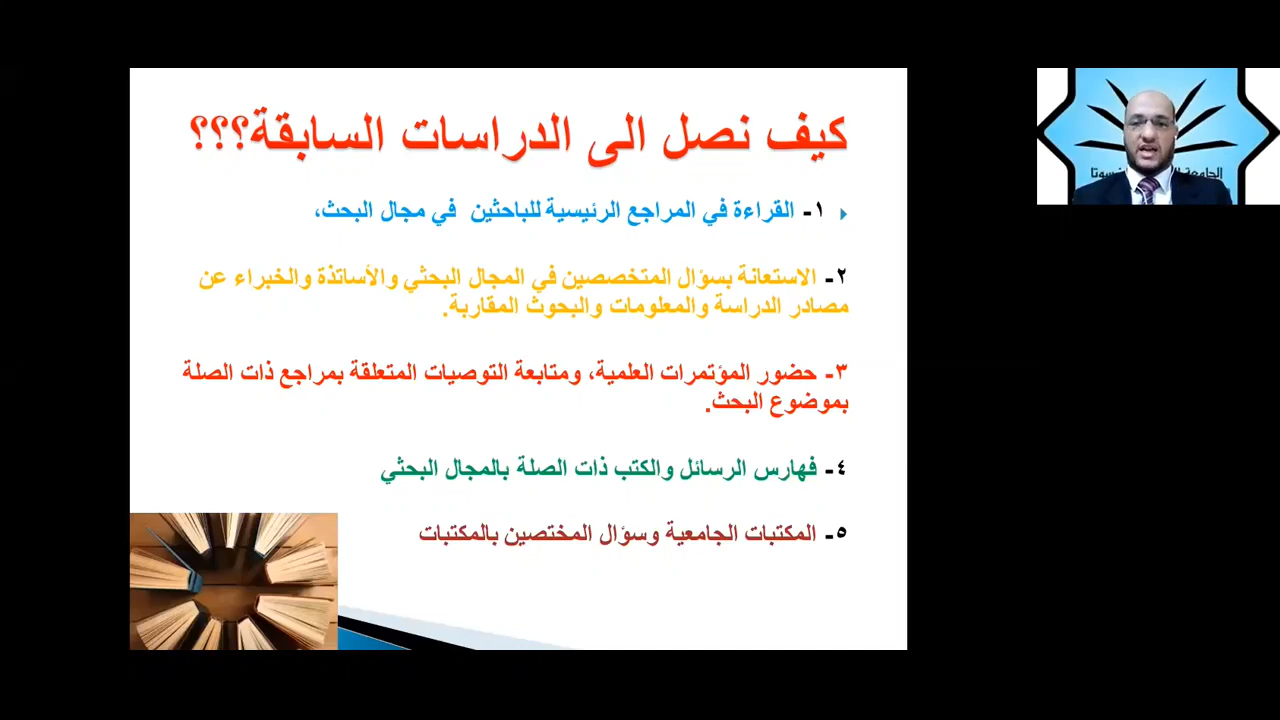 كيف نصل الى الدراسات السابقة؟؟؟
١- القراءة في المراجع الرئيسية للباحثين في مجال البحث،
٢- الاستعانة بسؤال المتخصصين في المجال البحثي والأساتذة والخبراء عن
مصادر الدراسة والمعلومات والبحوث المقاربة.
٣- حضور المؤتمرات العلمية، ومتابعة التوصيات المتعلقة بمراجع ذات الصلة
بموضوع البحث.
٤- فهارس الرسائل والكتب ذات الصلة بالمجال البحثي
٥- المكتبات الجامعية وسؤال المختصين بالمكتبات